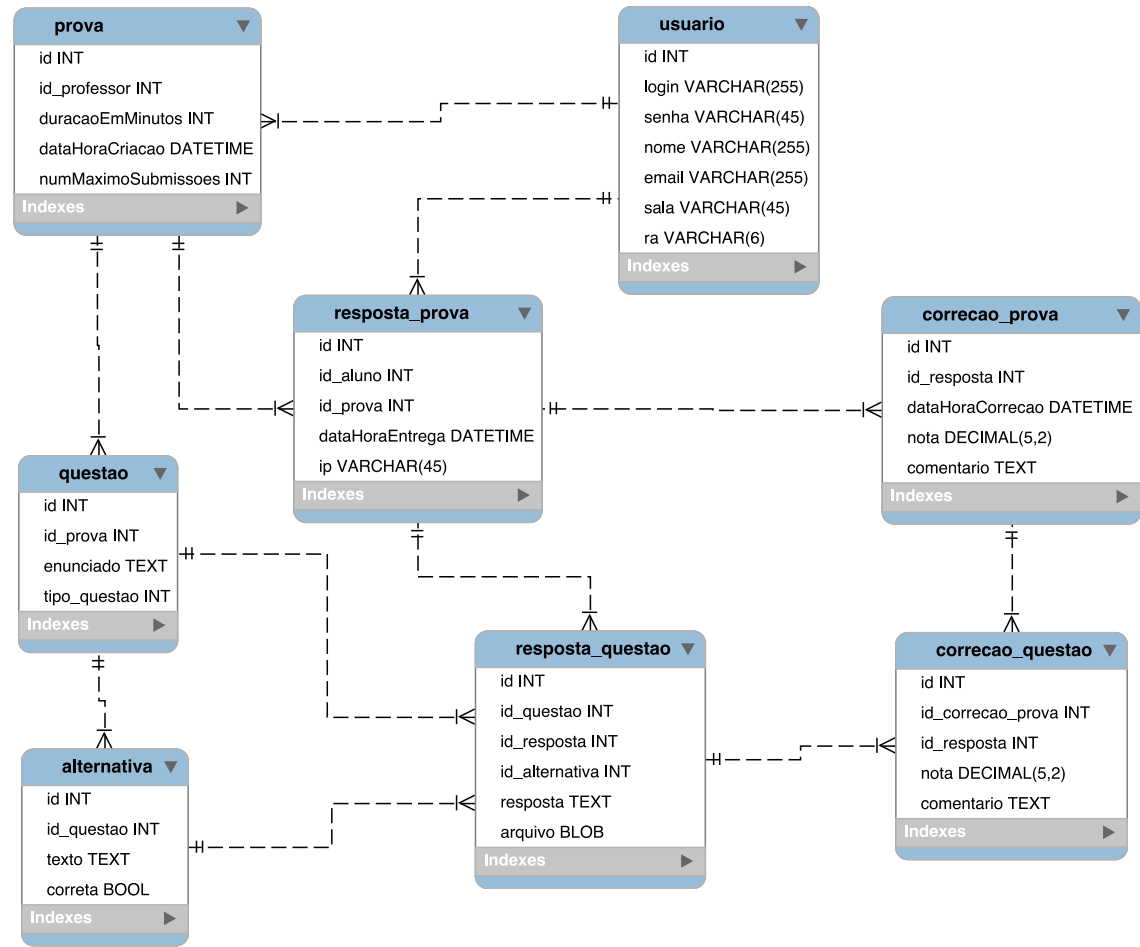 prova
id INT
id_professor INT
duracaoEmMinutos INT
dataHoraCriacao DATETIME
numMaximoSubmissoes INT
Indexes
usuario
id INT
login VARCHAR(255)
senha VARCHAR(45)
nome VARCHAR(255)
email VARCHAR(255)
sala VARCHAR(45)
ra VARCHAR(6)
Indexes
resposta_prova
id INT
id_aluno INT
id_prova INT
dataHoraEntrega DATETIME
ip VARCHAR(45)
Indexes
correcao_prova
id INT
id_resposta INT
dataHoraCorrecao DATETIME
nota DECIMAL(5,2)
comentario TEXT
Indexes
questao
id INT
id_prova INT
enunciado TEXT
tipo_questao INT
Indexes
resposta_questao
id INT
id_questao INT
id_resposta INT
id_alternativa INT
resposta TEXT
arquivo BLOB
Indexes
correcao_questao
id INT
id_correcao_prova INT
id_resposta INT
nota DECIMAL(5,2)
comentario TEXT
Indexes
alternativa
id INT
id_questao INT
texto TEXT
correta BOOL
Indexes